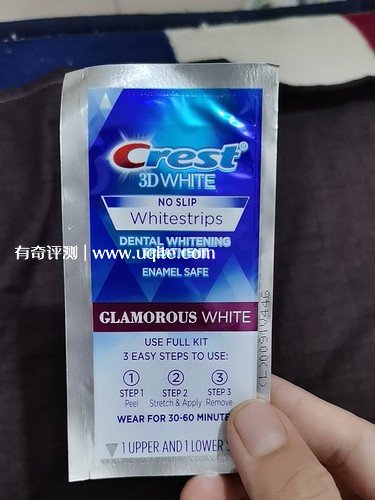 Crest
3D WHITE
NO SLIP
Whitestrips
DENTAL WHITENING
有奇评测 | www.uqite.com
ENAMEL SAFE
GLAMOROUS WHITE
USE FULL KIT
3 EASY STEPS TO USE:
1 2 3
STEP 1 STEP 2 STEP 3
Peel Stretch & Apply Remove
WEAR FOR 30-60 MINUTE
1 UPPER AND 1 LOWER S